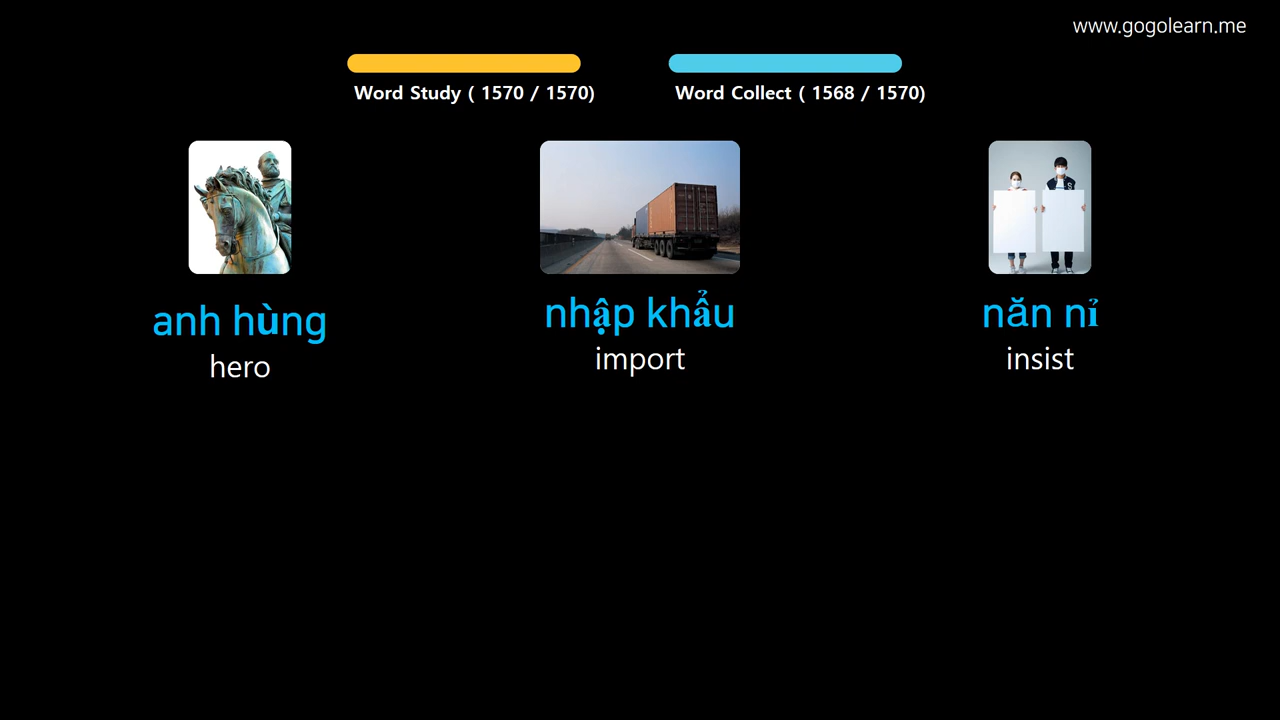 www.gogolearn.me
Word Study ( 1570 / 1570)
Word Collect ( 1568 / 1570)
anh hùng
hero
nhập khẩu
import
năn nỉ
insist